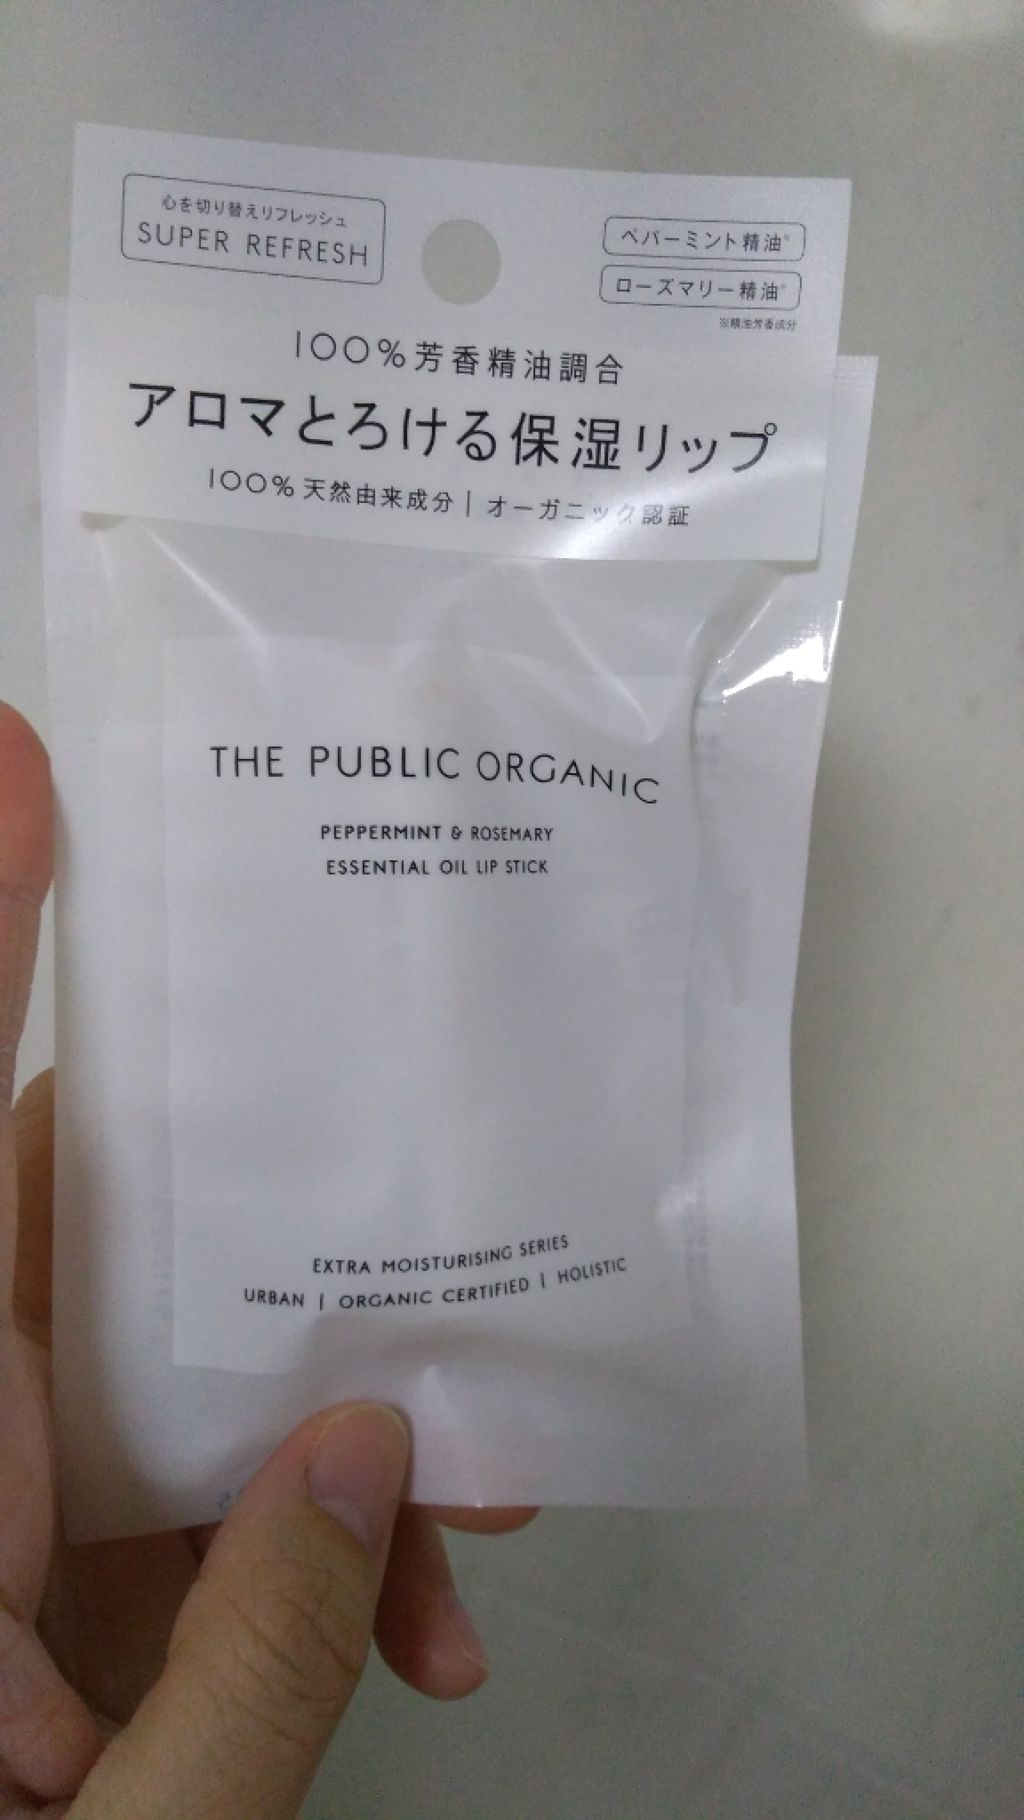 心を切り替えリフレッシュ
SUPER REFRESH
ペパーミント精油※
ローズマリー精油※
※精油芳香成分
100%芳香精油調合
アロマとろける保湿リップ
100%天然由来成分 | オーガニック認証
THE PUBLIC ORGANIC
PEPPERMINT & ROSEMARY
ESSENTIAL OIL LIP STICK
EXTRA MOISTURISING SERIES
URBAN | ORGANIC CERTIFIED | HOLISTIC